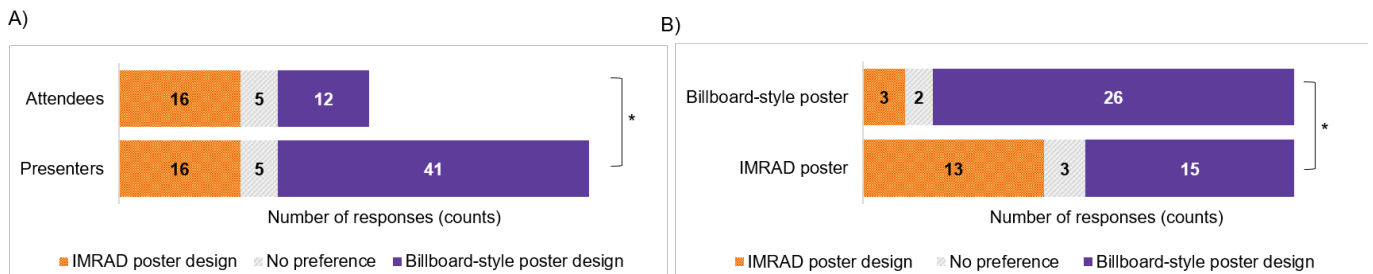 A)
Attendees 16 5 12
*
Presenters 16 5 41
Number of responses (counts)
IMRAD poster design No preference Billboard-style poster design
B)
Billboard-style poster 3 2 26
*
IMRAD poster 13 3 15
Number of responses (counts)
IMRAD poster design No preference Billboard-style poster design